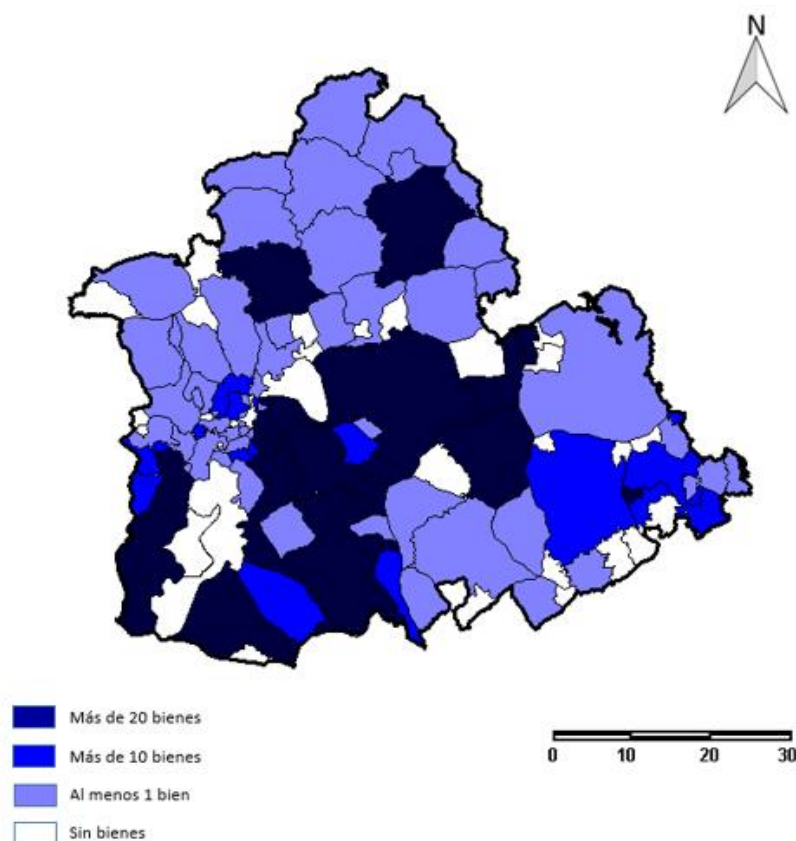 N
Más de 20 bienes
Más de 10 bienes
Al menos 1 bien
Sin bienes
0 10 20 30